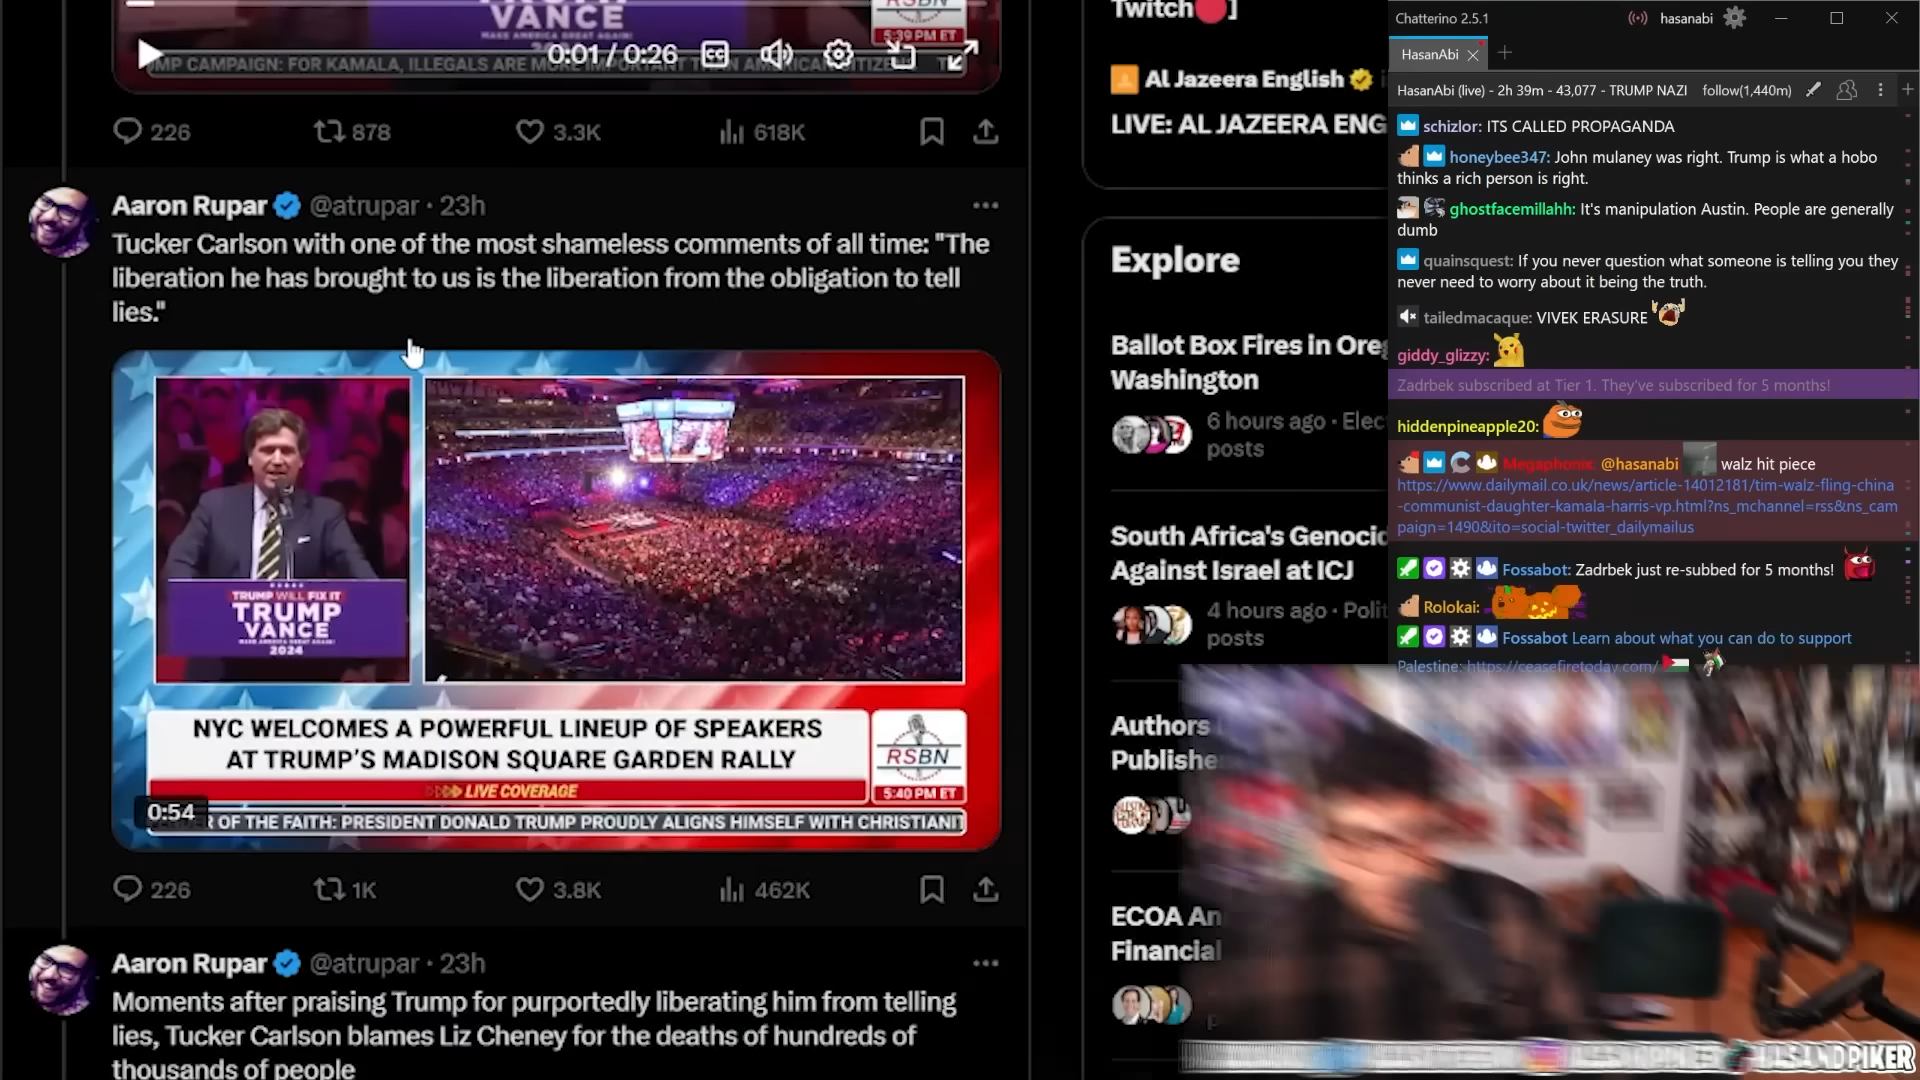 TRUMP
VANCE
MAKE AMERICA GREAT AGAIN!
RSBN
5:39 PM ET
0:01 / 0:26
MP CAMPAIGN: FOR KAMALA, ILLEGALS ARE MORE IMPORTANT THAN AMERICAN CITIZENS
226
878
3.3K
618K
Aaron Rupar @atrupar · 23h
Tucker Carlson with one of the most shameless comments of all time: "The
liberation he has brought to us is the liberation from the obligation to tell
lies."
TRUMP WILL FIX IT
TRUMP
VANCE
MAKE AMERICA GREAT AGAIN!
2024
NYC WELCOMES A POWERFUL LINEUP OF SPEAKERS
AT TRUMP'S MADISON SQUARE GARDEN RALLY
RSBN
LIVE COVERAGE
5:40 PM ET
0:54
R OF THE FAITH: PRESIDENT DONALD TRUMP PROUDLY ALIGNS HIMSELF WITH CHRISTIANIT
226
1K
3.8K
462K
Aaron Rupar @atrupar · 23h
Moments after praising Trump for purportedly liberating him from telling
lies, Tucker Carlson blames Liz Cheney for the deaths of hundreds of
thousands of people
Twitch🔴]
Al Jazeera English
LIVE: AL JAZEERA ENG
Explore
Ballot Box Fires in Ore
Washington
6 hours ago · Elec
posts
South Africa's Genocid
Against Israel at ICJ
4 hours ago · Polit
posts
Authors
Publishe
ECOA An
Financial
Chatterino 2.5.1
hasanabi
HasanAbi
HasanAbi (live) - 2h 39m - 43,077 - TRUMP NAZI
follow(1,440m)
schizlor: ITS CALLED PROPAGANDA
honeybee347: John mulaney was right. Trump is what a hobo
thinks a rich person is right.
ghostfacemillahh: It's manipulation Austin. People are generally
dumb
quainsquest: If you never question what someone is telling you they
never need to worry about it being the truth.
tailedmacaque: VIVEK ERASURE
giddy_glizzy:
Zadrbek subscribed at Tier 1. They've subscribed for 5 months!
hiddenpineapple20:
Megaphonix: @hasanabi walz hit piece
https://www.dailymail.co.uk/news/article-14012181/tim-walz-fling-china
-communist-daughter-kamala-harris-vp.html?ns_mchannel=rss&ns_cam
paign=1490&ito=social-twitter_dailymailus
Fossabot: Zadrbek just re-subbed for 5 months!
Rolokai:
Fossabot Learn about what you can do to support
Palestine: https://ceasefiretoday.com/